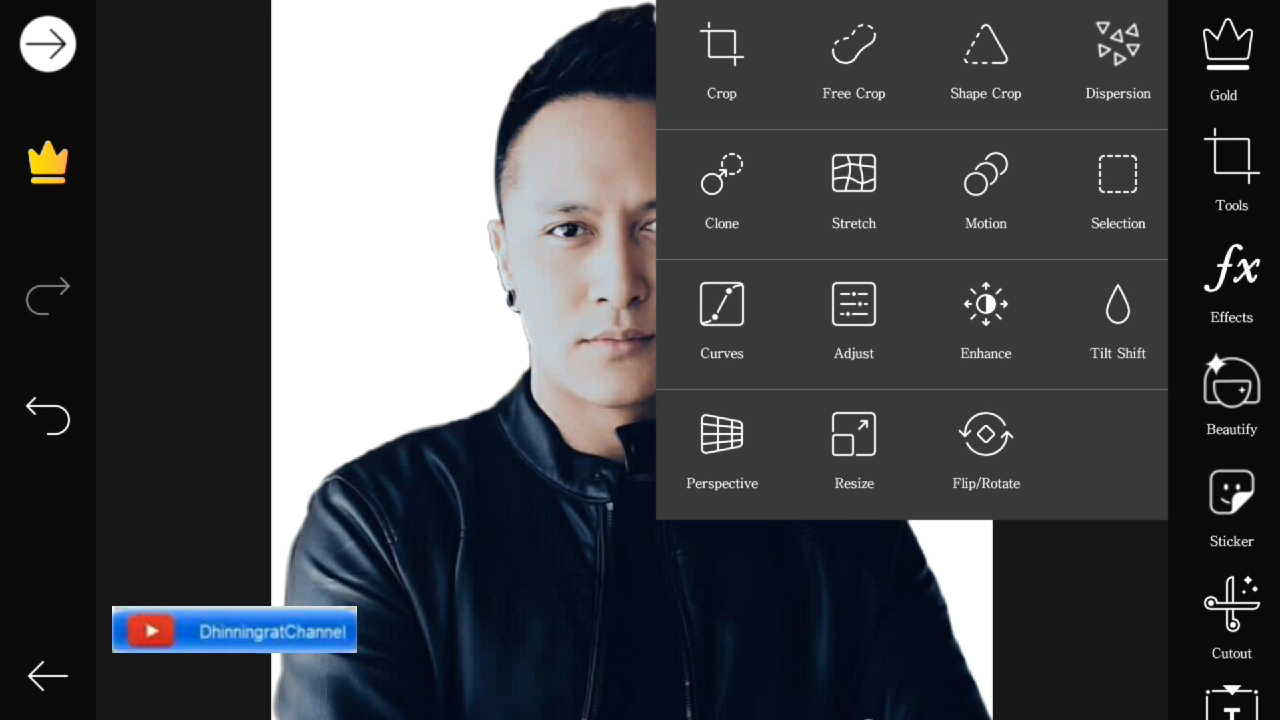 Crop Free Crop Shape Crop Dispersion
Gold
Tools
Clone Stretch Motion Selection
Effects
Curves Adjust Enhance Tilt Shift
Beautify
Perspective Resize Flip/Rotate
Sticker
DhinningratChannel
Cutout
T